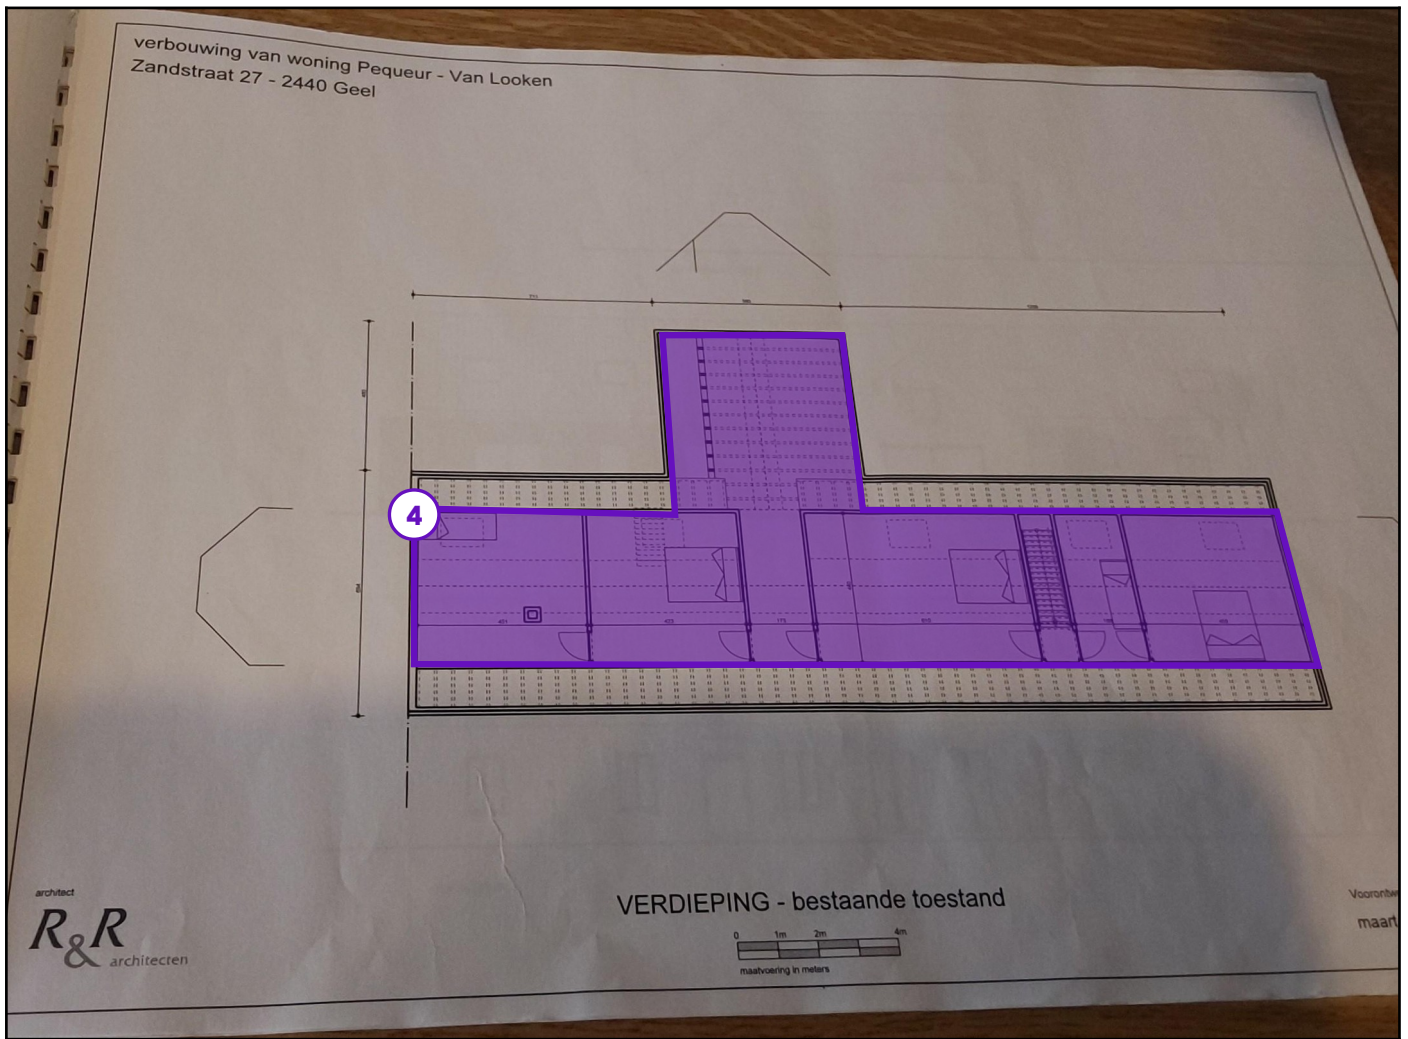 verbouwing van woning Pequeur - Van Looken
Zandstraat 27 - 2440 Geel
4
VERDIEPING - bestaande toestand
0 1m 2m 4m
maatvoering in meters
architect
R&R
architecten
maart